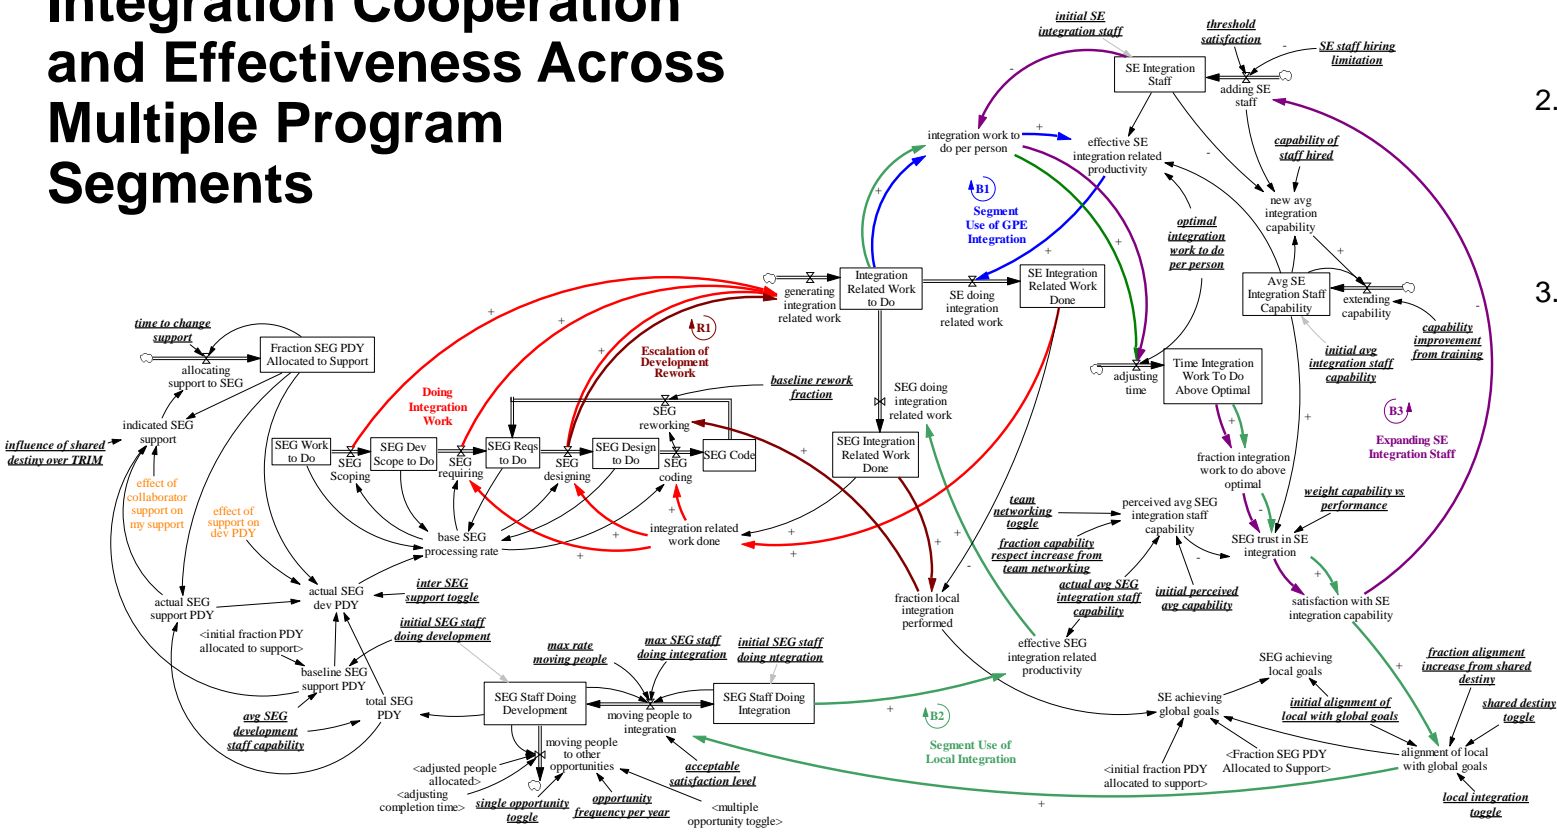 Integration Cooperation
and Effectiveness Across
Multiple Program
Segments
2.
3.
initial SE
integration staff
threshold
satisfaction
-
SE staff hiring
limitation
SE Integration
Staff
adding SE
staff
-
integration work to
do per person
+
effective SE
integration related
productivity
capability of
staff hired
-
+
B1
Segment
Use of GPE
Integration
new avg
integration
capability
optimal
integration
work to do
per person
+
+
+
generating
integration
related work
Integration
Related Work
to Do
SE doing
integration
related work
SE Integration
Related Work
Done
Avg SE
Integration Staff
Capability
extending
capability
-
capability
improvement
from training
initial avg
integration staff
capability
time to change
support
Fraction SEG PDY
Allocated to Support
allocating
support to SEG
+
+
+
R1
Escalation of
Development
Rework
baseline rework
fraction
SEG doing
integration
related work
adjusting
time
Time Integration
Work To Do
Above Optimal
Doing
Integration
Work
SEG
reworking
B3
Expanding SE
Integration Staff
indicated SEG
support
influence of shared
destiny over TRIM
SEG Work
to Do
SEG
Scoping
SEG Dev
Scope to Do
SEG
requiring
SEG Reqs
to Do
SEG
designing
SEG Design
to Do
SEG
coding
SEG Code
+
SEG Integration
Related Work
Done
+
+
+
fraction integration
work to do above
optimal
effect of
collaborator
support on
my support
effect of
support on
dev PDY
weight capability vs
performance
team
networking
toggle
perceived avg SEG
integration staff
capability
-
-
base SEG
processing rate
+
+
integration related
work done
+
+
+
+
+
+
fraction capability
respect increase from
team networking
SEG trust in SE
integration
-
actual SEG
support PDY
actual SEG
dev PDY
inter SEG
support toggle
fraction local
integration
performed
-
actual avg SEG
integration staff
capability
initial perceived
avg capability
+
satisfaction with SE
integration capability
<initial fraction PDY
allocated to support>
initial SEG staff
doing development
baseline SEG
support PDY
max rate
moving people
max SEG staff
doing integration
initial SEG staff
doing ntegration
effective SEG
integration related
productivity
SEG achieving
local goals
+
fraction alignment
increase from shared
destiny
avg SEG
development
staff capability
total SEG
PDY
SEG Staff Doing
Development
moving people to
integration
SEG Staff Doing
Integration
+
B2
Segment Use of
Local Integration
SE achieving
global goals
initial alignment of
local with global goals
shared destiny
toggle
moving people
to other
opportunities
<adjusted people
allocated>
<adjusting
completion time>
acceptable
satisfaction level
<initial fraction PDY
allocated to support>
<Fraction SEG PDY
Allocated to Support>
alignment of local
with global goals
single opportunity
toggle
opportunity
frequency per year
<multiple
opportunity toggle>
+
local integration
toggle